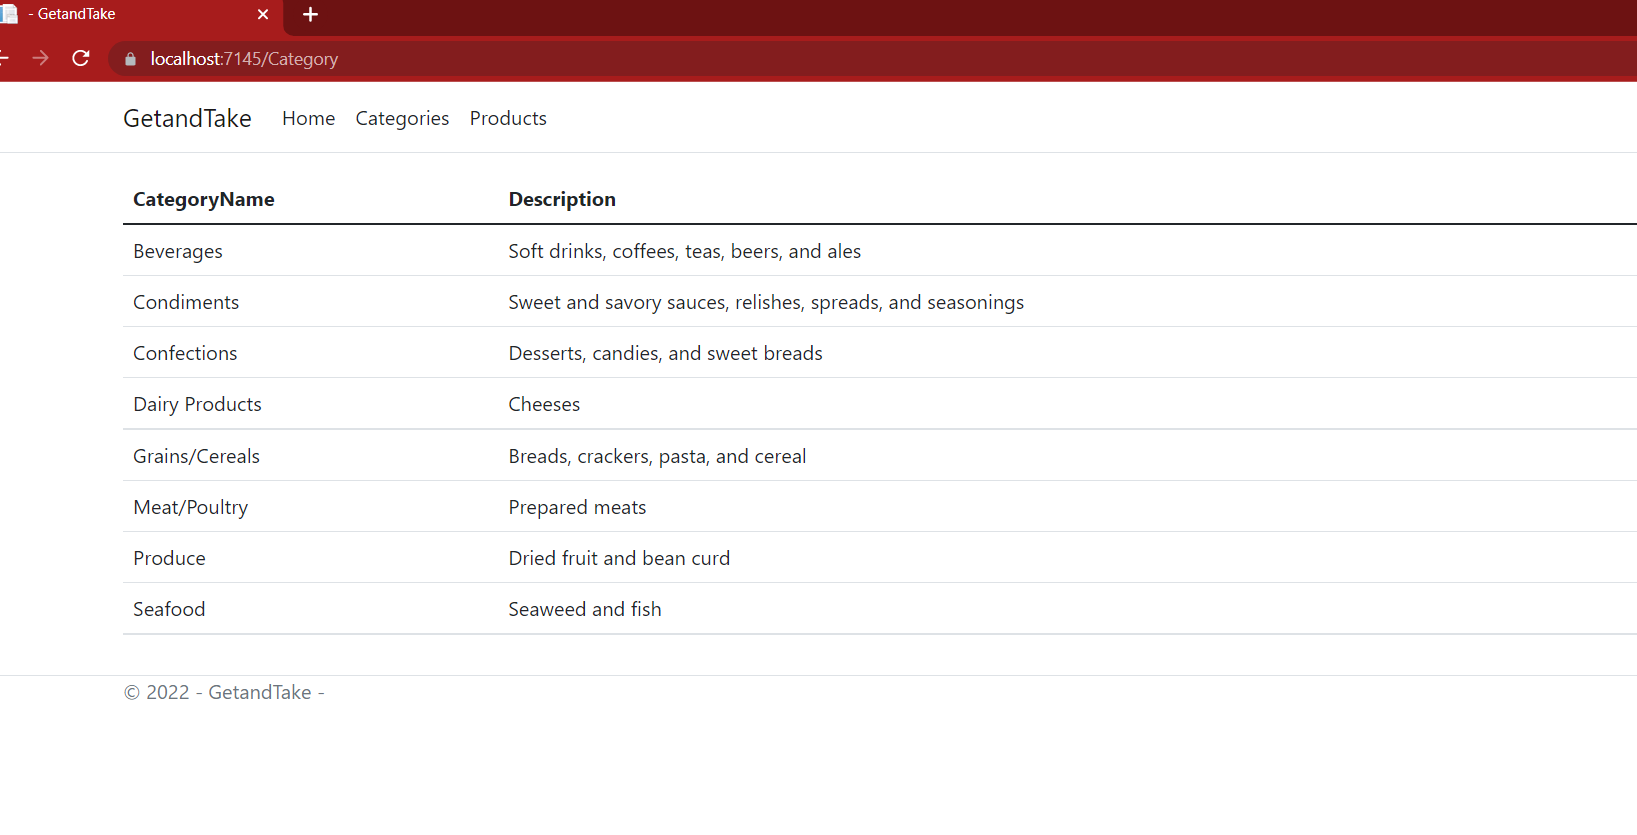 - GetandTake
localhost:7145/Category
GetandTake Home Categories Products
CategoryName Description
Beverages Soft drinks, coffees, teas, beers, and ales
Condiments Sweet and savory sauces, relishes, spreads, and seasonings
Confections Desserts, candies, and sweet breads
Dairy Products Cheeses
Grains/Cereals Breads, crackers, pasta, and cereal
Meat/Poultry Prepared meats
Produce Dried fruit and bean curd
Seafood Seaweed and fish
© 2022 - GetandTake -